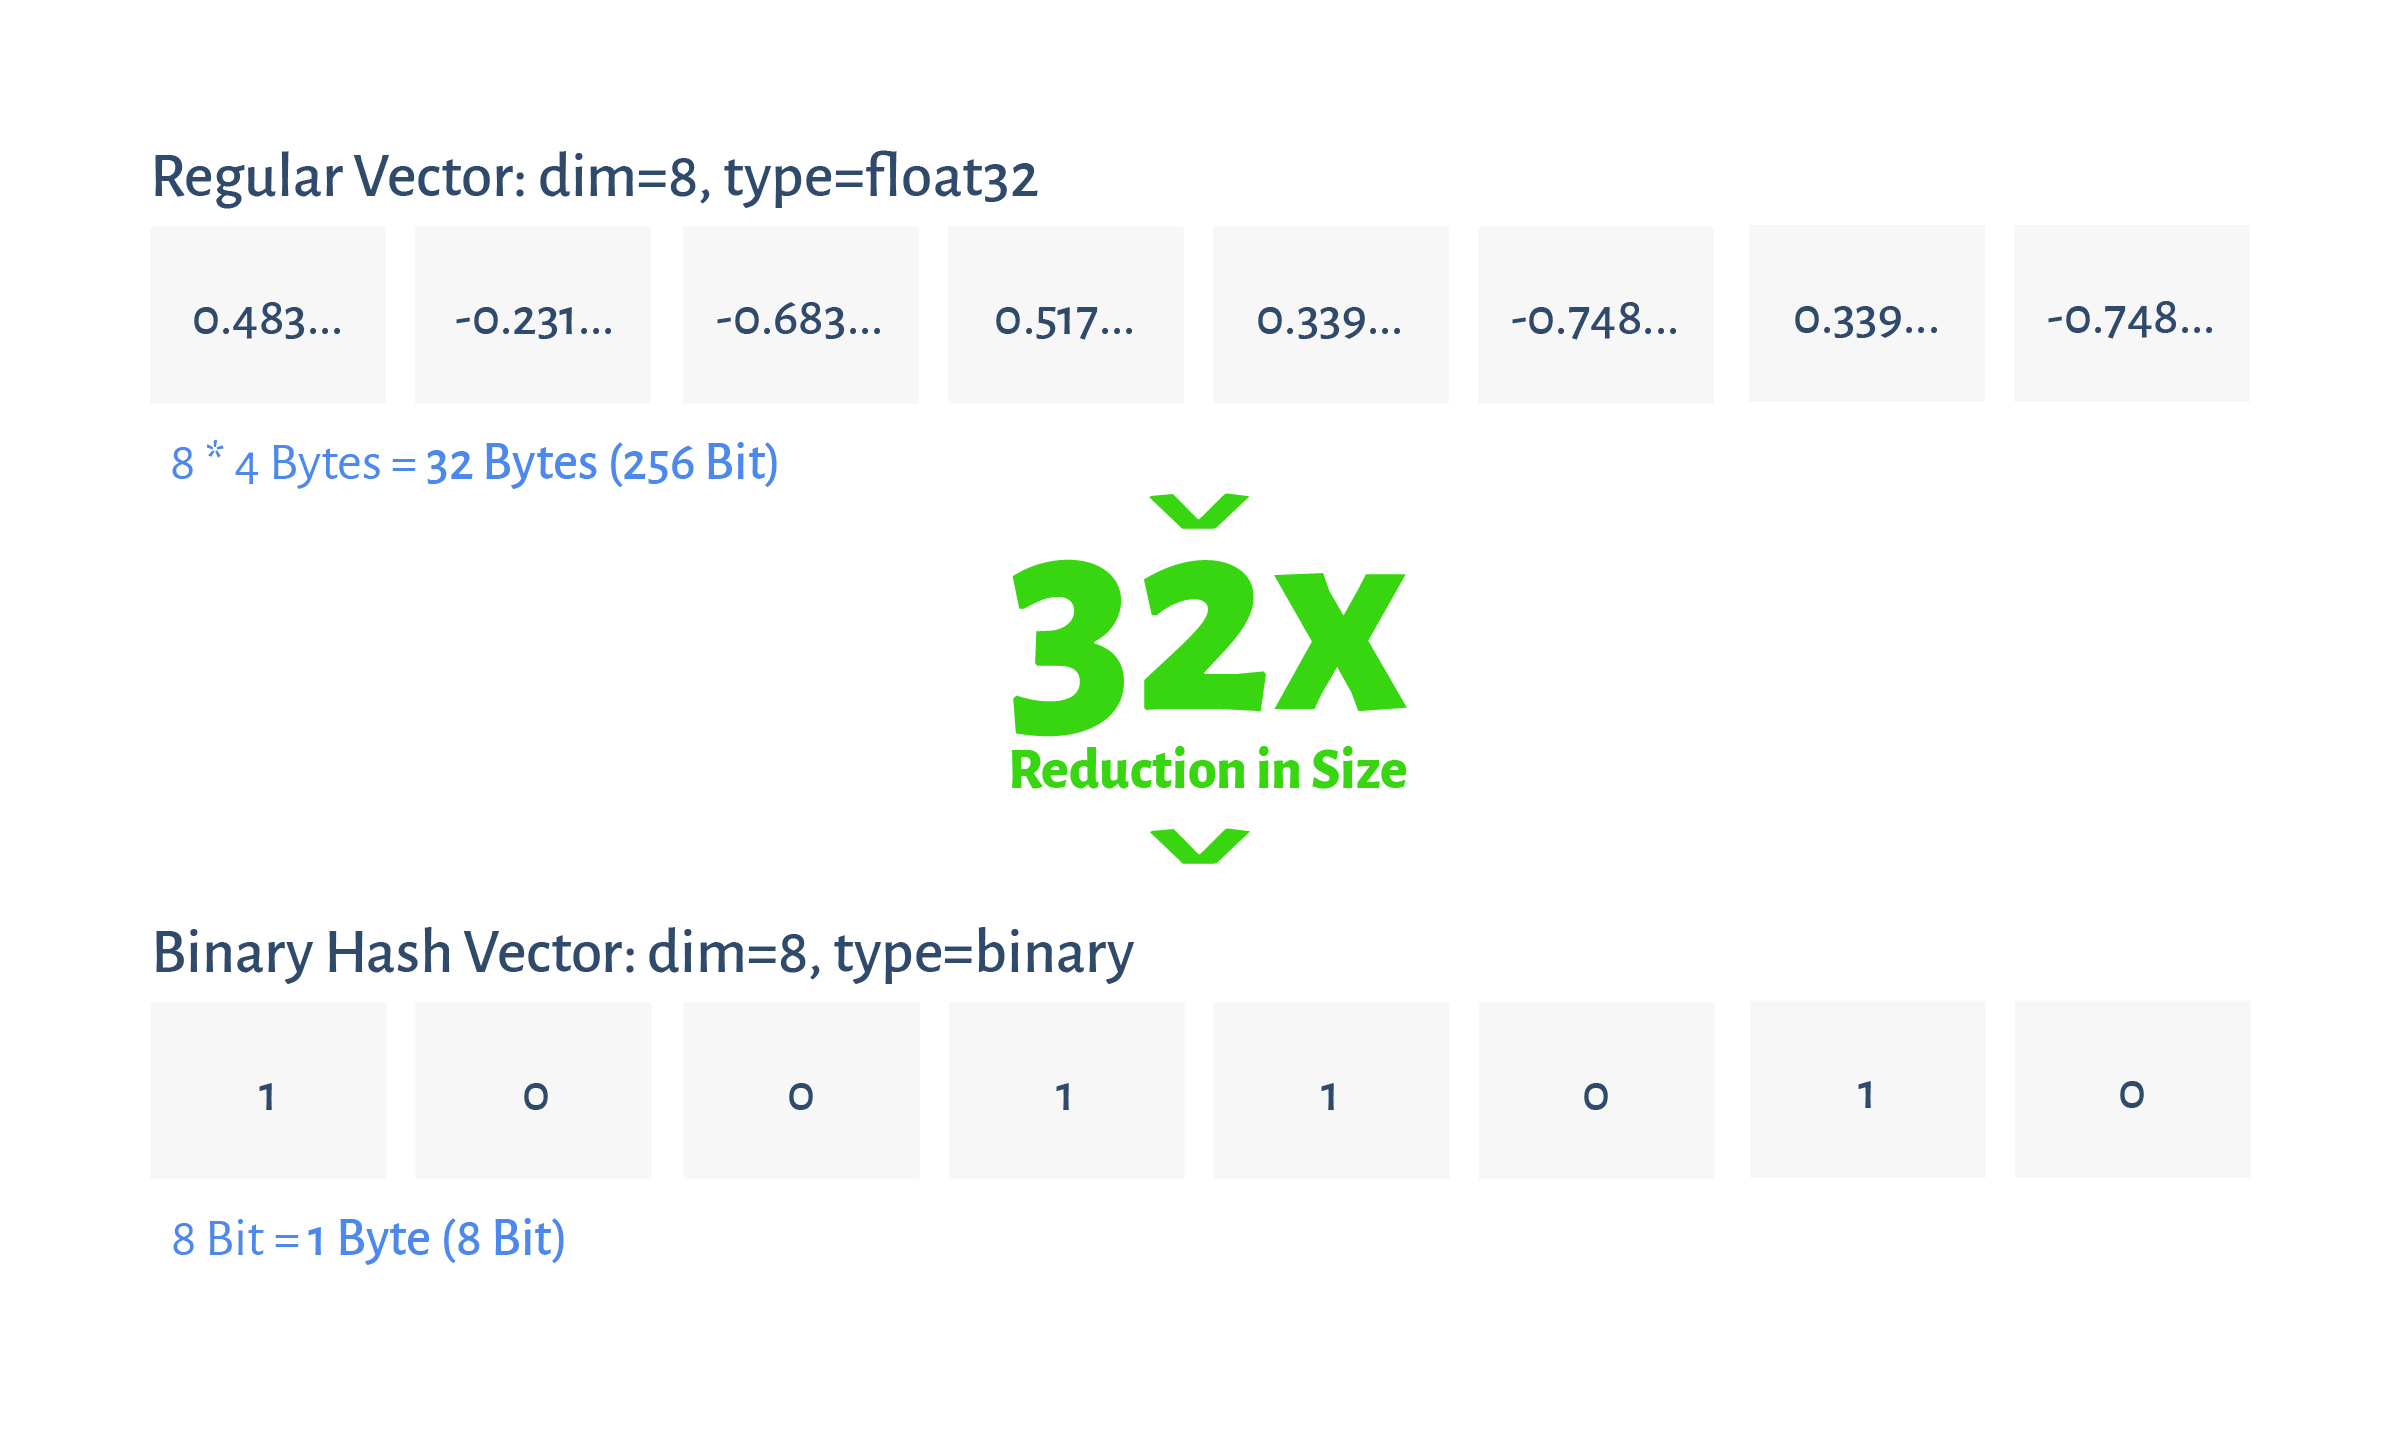 Regular Vector: dim=8, type=float32
0.483... -0.231... -0.683... 0.517... 0.339... -0.748... 0.339... -0.748...
8 * 4 Bytes = 32 Bytes (256 Bit)
32x
Reduction in Size
Binary Hash Vector: dim=8, type=binary
1 0 0 1 1 0 1 0
8 Bit = 1 Byte (8 Bit)